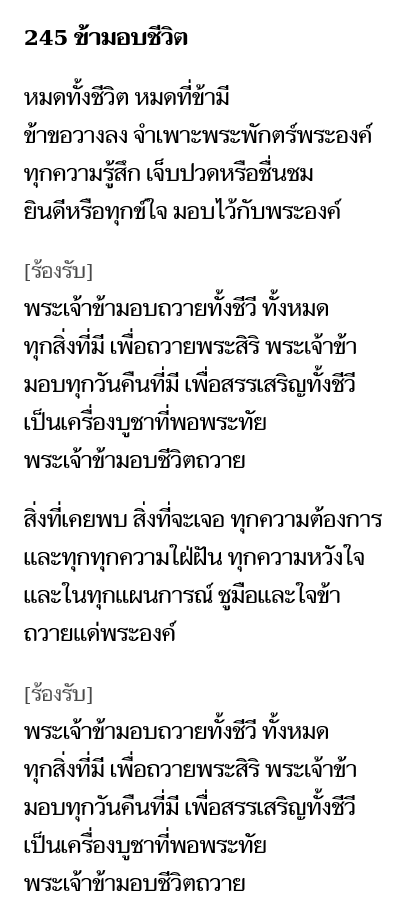 245 ข้ามอบชีวิต
หมดทั้งชีวิต หมดที่ข้ามี
ข้าขอวางลง จำเพาะพระพักตร์พระองค์
ทุกความรู้สึก เจ็บปวดหรือชื่นชม
ยินดีหรือทุกข์ใจ มอบไว้กับพระองค์
[ร้องรับ]
พระเจ้าข้ามอบถวายทั้งชีวี ทั้งหมด
ทุกสิ่งที่มี เพื่อถวายพระสิริ พระเจ้าข้า
มอบทุกวันคืนที่มี เพื่อสรรเสริญทั้งชีวี
เป็นเครื่องบูชาที่พอพระทัย
พระเจ้าข้ามอบชีวิตถวาย
สิ่งที่เคยพบ สิ่งที่จะเจอ ทุกความต้องการ
และทุกทุกความใฝ่ฝัน ทุกความหวังใจ
และในทุกแผนการณ์ ชูมือและใจข้า
ถวายแด่พระองค์
[ร้องรับ]
พระเจ้าข้ามอบถวายทั้งชีวี ทั้งหมด
ทุกสิ่งที่มี เพื่อถวายพระสิริ พระเจ้าข้า
มอบทุกวันคืนที่มี เพื่อสรรเสริญทั้งชีวี
เป็นเครื่องบูชาที่พอพระทัย
พระเจ้าข้ามอบชีวิตถวาย